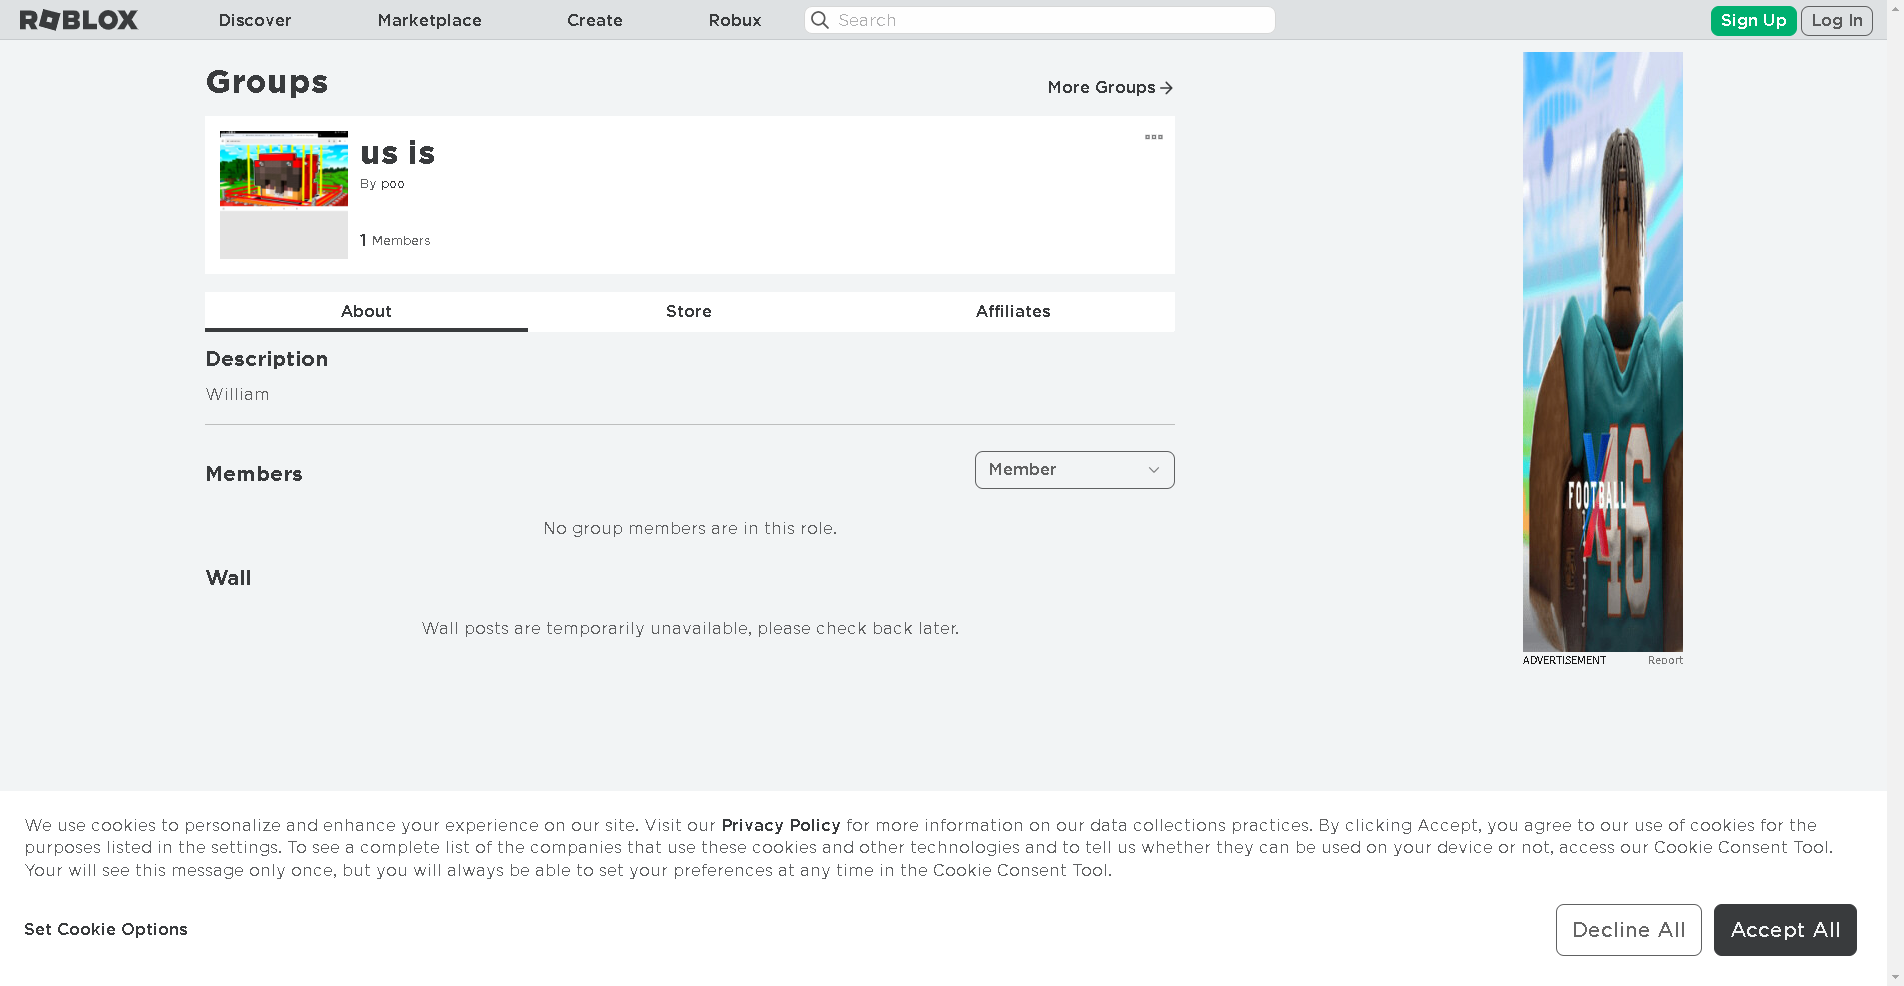 ROBLOX Discover Marketplace Create Robux Search Sign Up Log In
Groups
More Groups
us is
By poo
1 Members
About Store Affiliates
Description
William
Members
Member
No group members are in this role.
Wall
Wall posts are temporarily unavailable, please check back later.
FOOTBALL
46
ADVERTISEMENT Report
We use cookies to personalize and enhance your experience on our site. Visit our Privacy Policy for more information on our data collections practices. By clicking Accept, you agree to our use of cookies for the
purposes listed in the settings. To see a complete list of the companies that use these cookies and other technologies and to tell us whether they can be used on your device or not, access our Cookie Consent Tool.
Your will see this message only once, but you will always be able to set your preferences at any time in the Cookie Consent Tool.
Set Cookie Options
Decline All
Accept All